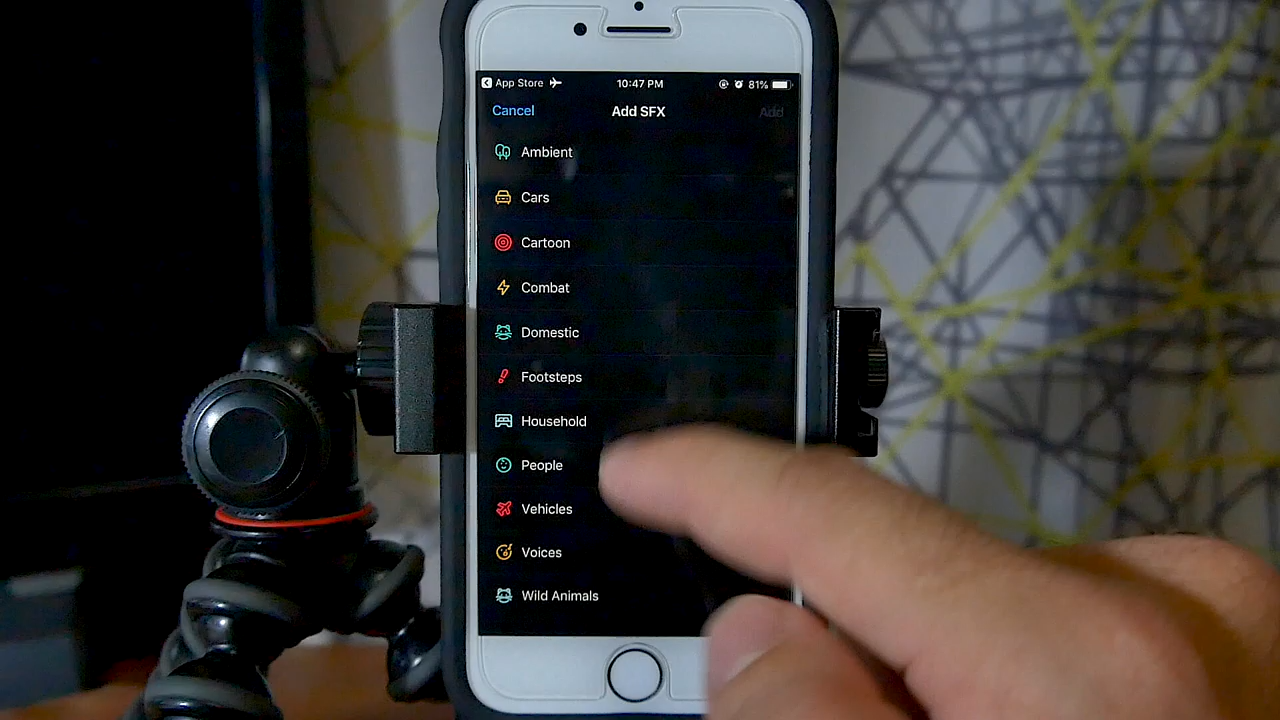 App Store 10:47 PM 81%
Cancel Add SFX Add
Ambient
Cars
Cartoon
Combat
Domestic
Footsteps
Household
People
Vehicles
Voices
Wild Animals